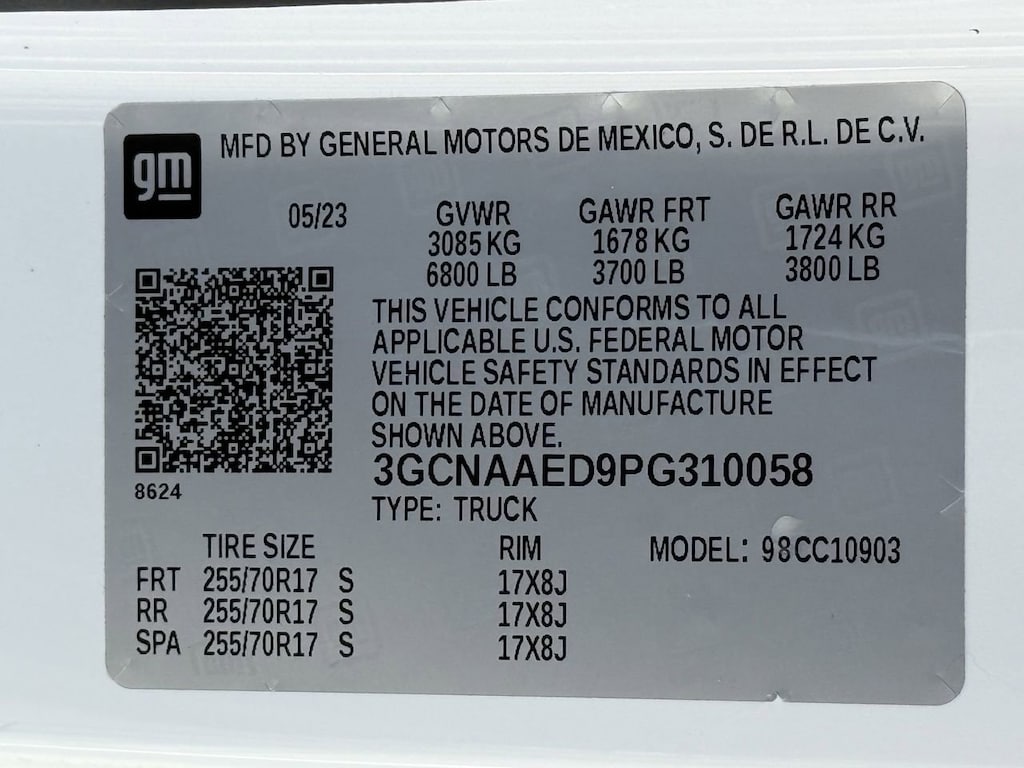 gm
MFD BY GENERAL MOTORS DE MEXICO, S. DE R.L. DE C.V.
05/23 GVWR GAWR FRT GAWR RR
3085 KG 1678 KG 1724 KG
6800 LB 3700 LB 3800 LB
THIS VEHICLE CONFORMS TO ALL
APPLICABLE U.S. FEDERAL MOTOR
VEHICLE SAFETY STANDARDS IN EFFECT
ON THE DATE OF MANUFACTURE
SHOWN ABOVE.
3GCNAAED9PG310058
8624
TYPE: TRUCK
TIRE SIZE RIM MODEL: 98CC10903
FRT 255/70R17 S 17X8J
RR 255/70R17 S 17X8J
SPA 255/70R17 S 17X8J